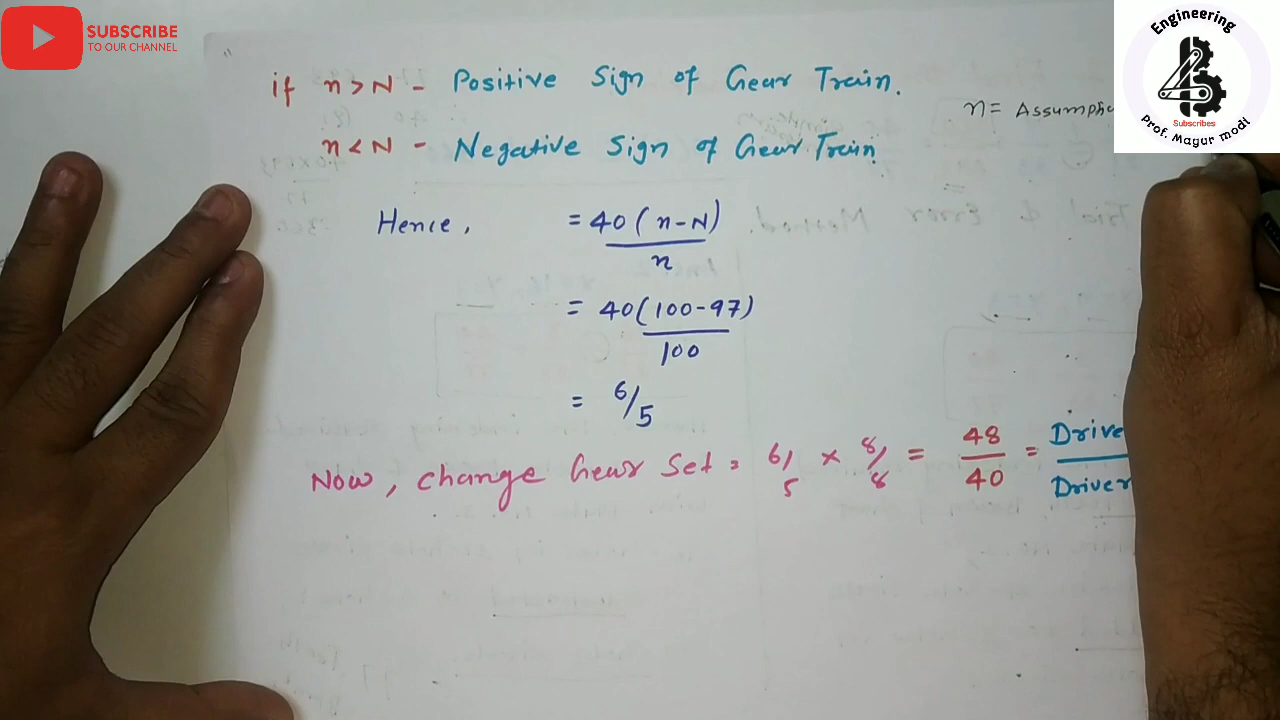 SUBSCRIBE
TO OUR CHANNEL
Engineering
Subscribes
Prof. Mayur modi
if n > N - Positive Sign of Gear Train.
n = Assumptio
n < N - Negative Sign of Gear Train
Hence, = 40 ( n - N )
n
= 40 ( 100 - 97 )
100
= 6/5
Now, change Gear Set = 6/5 × 8/8 = 48/40 = Drive
Driver